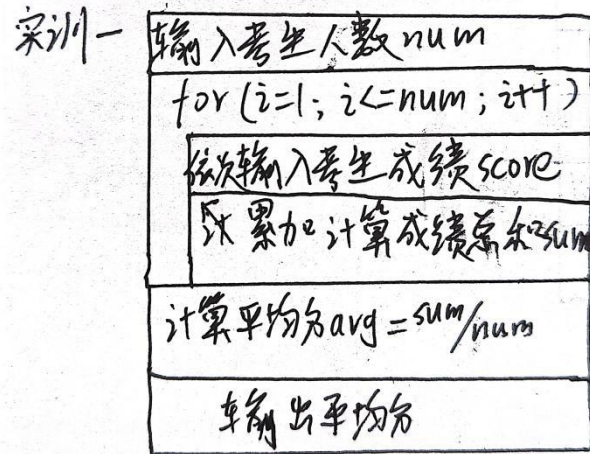 实训一
输入考生人数num
for (i=1; i<=num; i++)
依次输入考生成绩score
累加计算成绩总和sum
计算平均分avg=sum/num
输出平均分